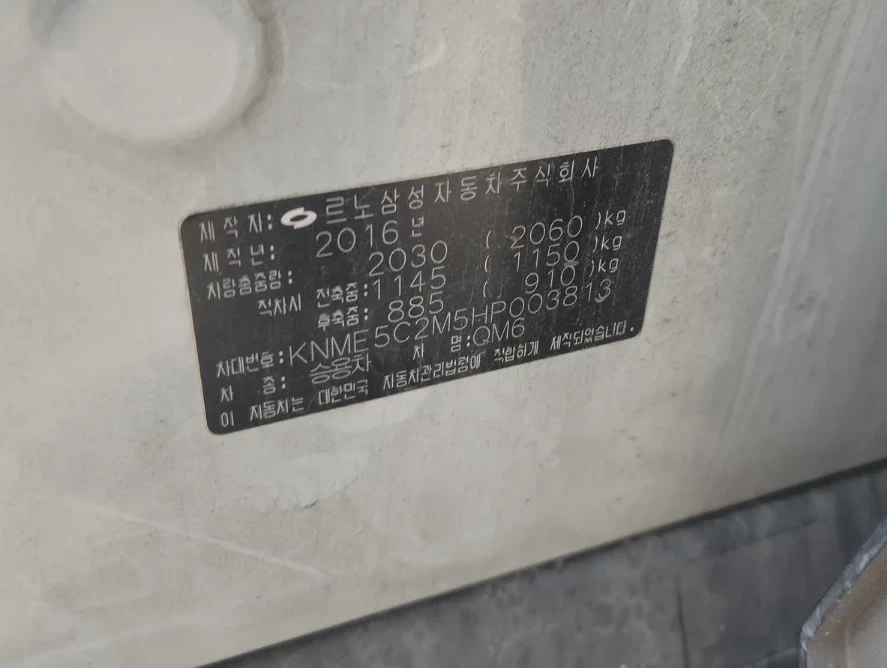 제 작 자: 르노삼성자동차주식회사
제 작 년: 2016년
차량총중량: 2030 ( 2060 )kg
적차시 전축중: 1145 ( 1150 )kg
후축중: 885 ( 910 )kg
차대번호: KNME5C2M5HP003813
차 종: 승용차 차 명: QM6
이 자동차는 대한민국 자동차관리법령에 적합하게 제작되었습니다.